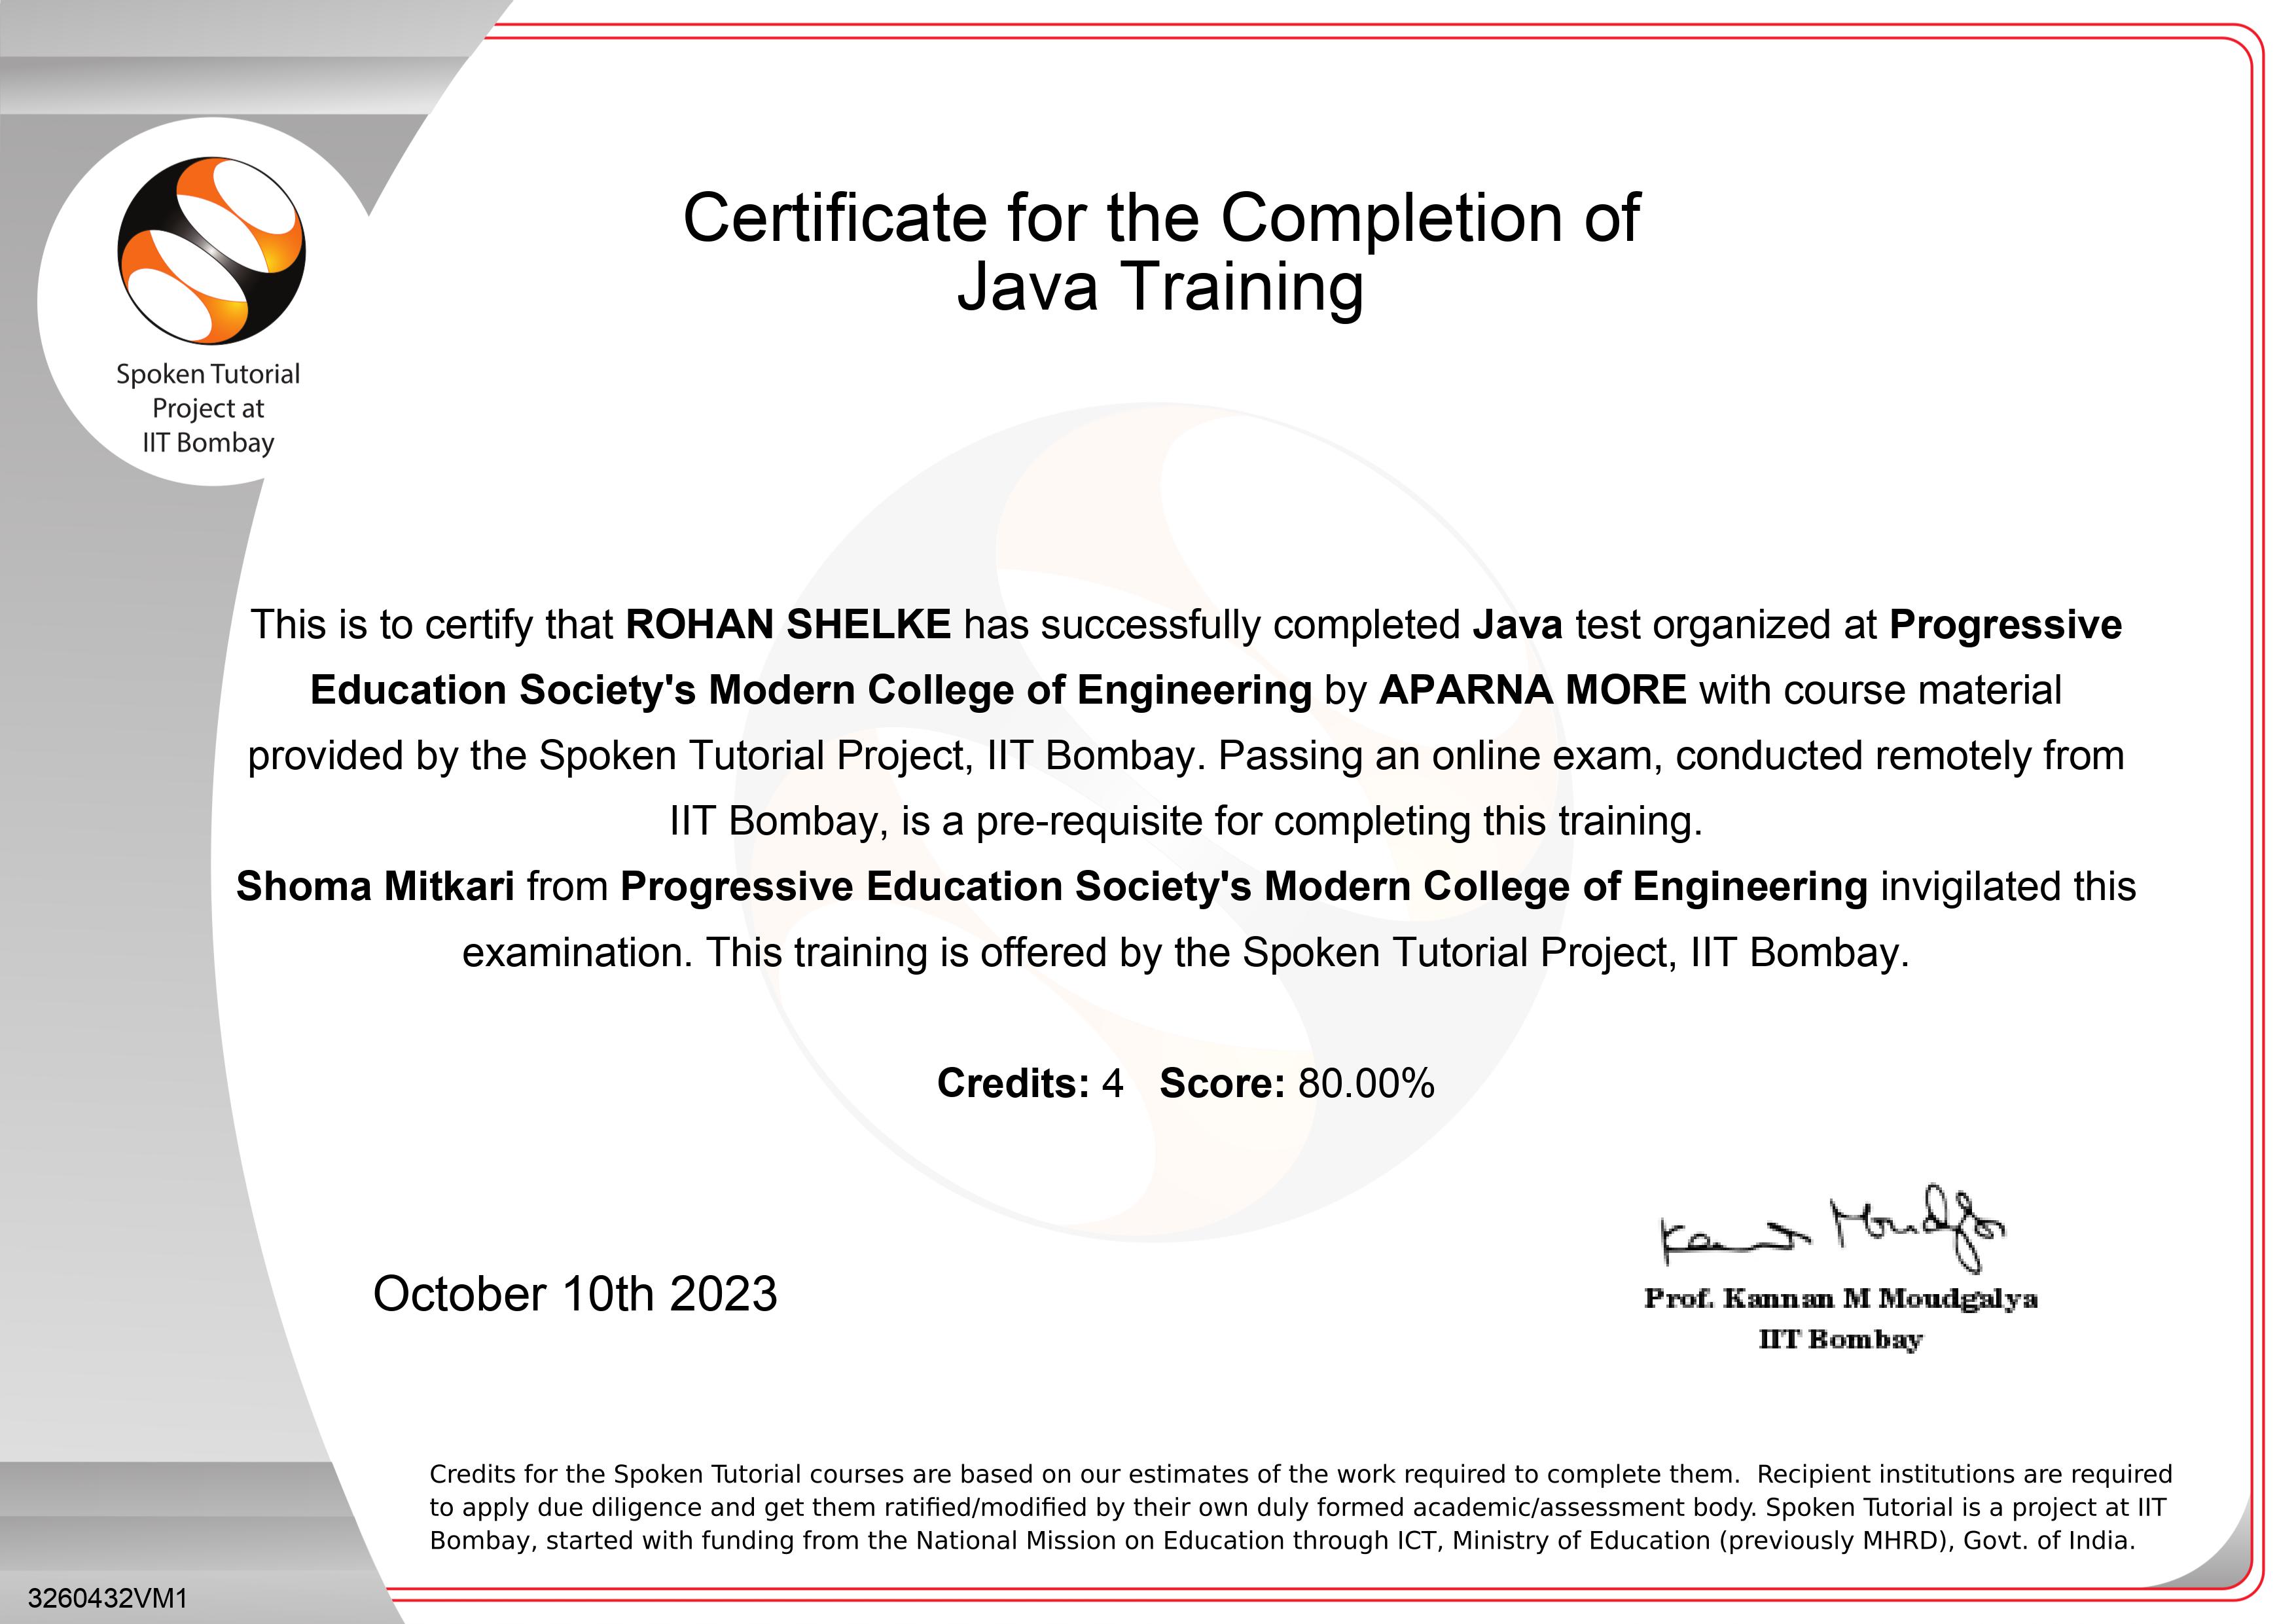 Certificate for the Completion of
Java Training
Spoken Tutorial
Project at
IIT Bombay
This is to certify that ROHAN SHELKE has successfully completed Java test organized at Progressive
Education Society's Modern College of Engineering by APARNA MORE with course material
provided by the Spoken Tutorial Project, IIT Bombay. Passing an online exam, conducted remotely from
IIT Bombay, is a pre-requisite for completing this training.
Shoma Mitkari from Progressive Education Society's Modern College of Engineering invigilated this
examination. This training is offered by the Spoken Tutorial Project, IIT Bombay.
Credits: 4 Score: 80.00%
October 10th 2023
Prof. Kannan M Moudgalya
IIT Bombay
Credits for the Spoken Tutorial courses are based on our estimates of the work required to complete them. Recipient institutions are required
to apply due diligence and get them ratified/modified by their own duly formed academic/assessment body. Spoken Tutorial is a project at IIT
Bombay, started with funding from the National Mission on Education through ICT, Ministry of Education (previously MHRD), Govt. of India.
3260432VM1